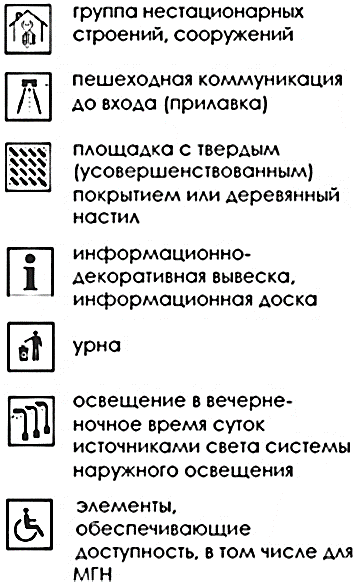 группа нестационарных
строений, сооружений
пешеходная коммуникация
до входа (прилавка)
площадка с твердым
(усовершенствованным)
покрытием или деревянный
настил
информационно-
декоративная вывеска,
информационная доска
урна
освещение в вечерне-
ночное время суток
источниками света системы
наружного освещения
элементы,
обеспечивающие
доступность, в том числе для
МГН